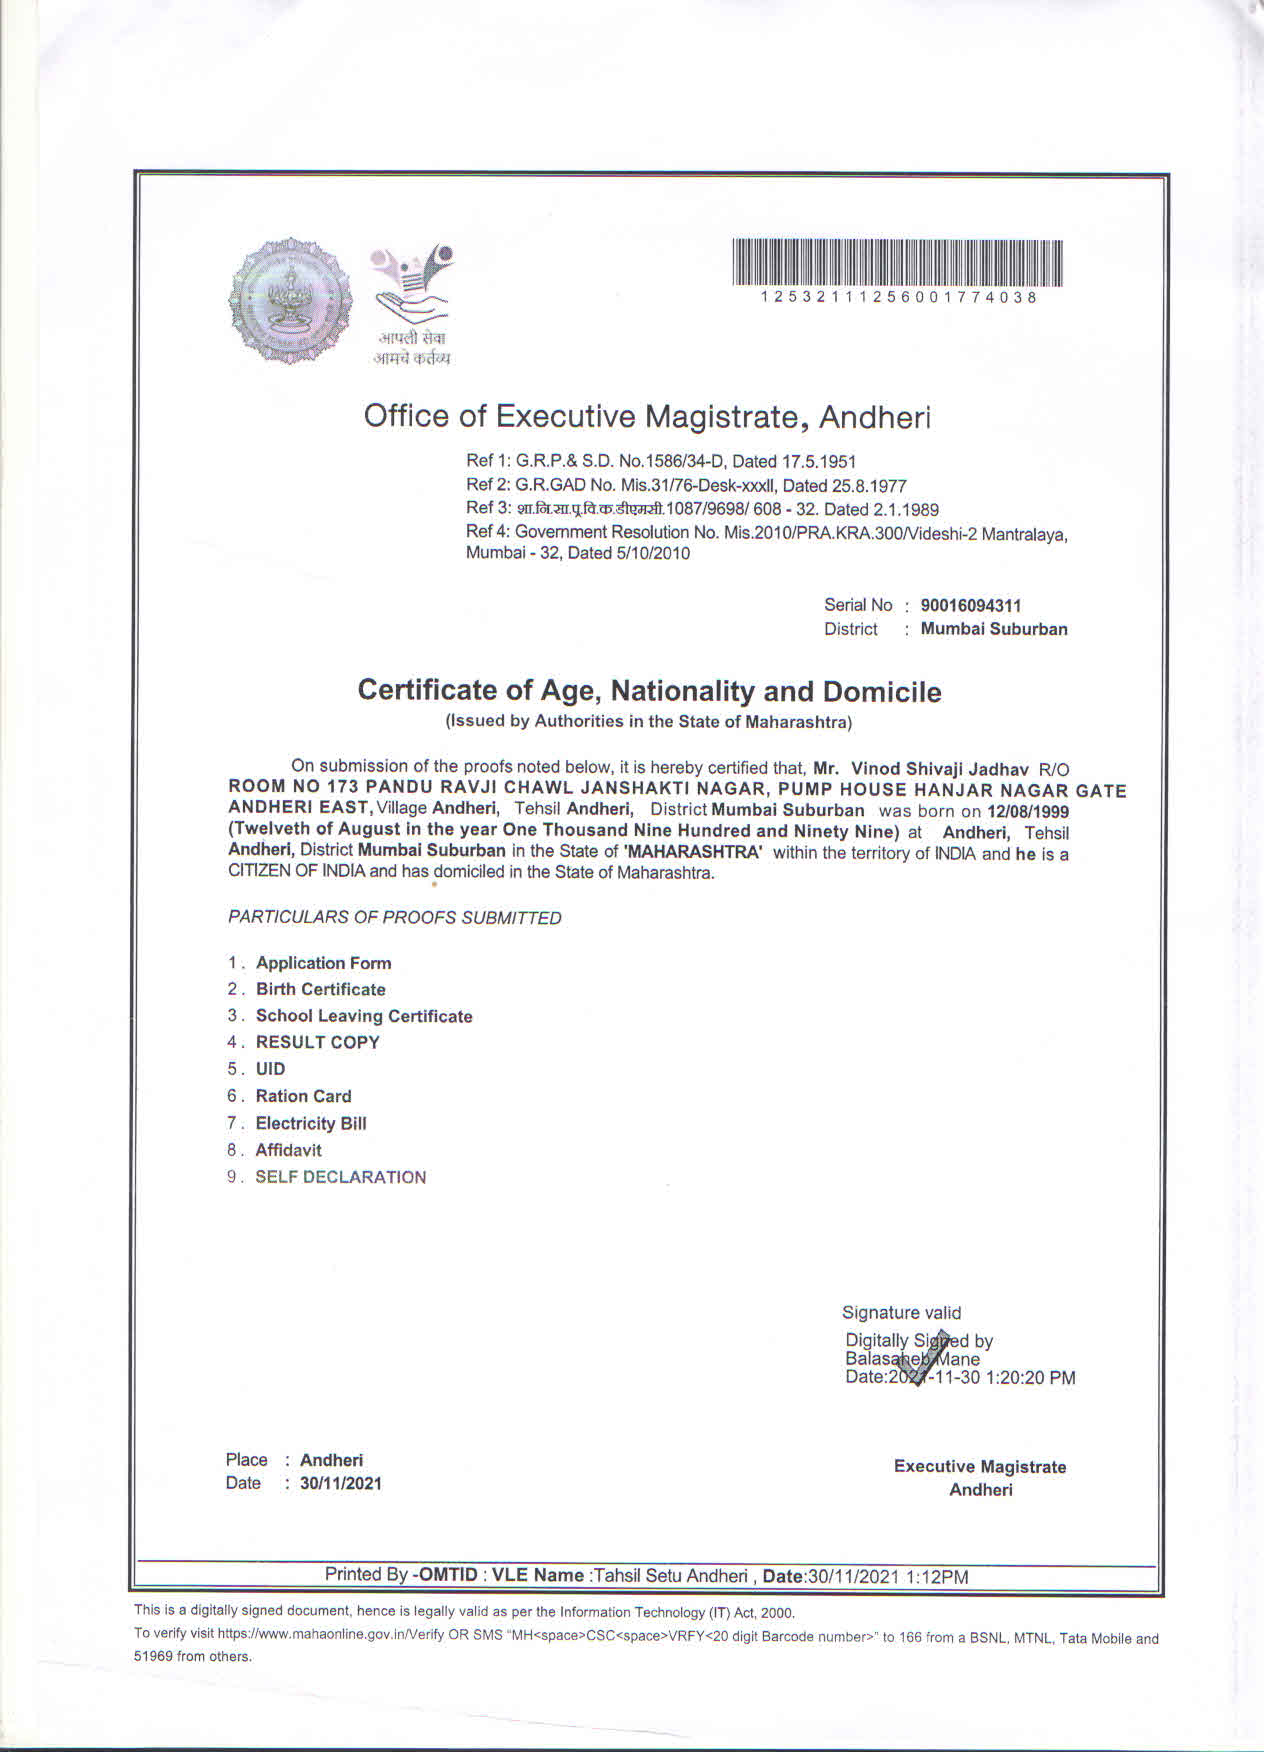 आपली सेवा
आमचे कर्तव्य
12532111256001774038
Office of Executive Magistrate, Andheri
Ref 1: G.R.P.& S.D. No.1586/34-D, Dated 17.5.1951
Ref 2: G.R.GAD No. Mis.31/76-Desk-xxxII, Dated 25.8.1977
Ref 3: शा.नि.सा.पू.वि.क.डीएमसी.1087/9698/ 608 - 32. Dated 2.1.1989
Ref 4: Government Resolution No. Mis.2010/PRA.KRA.300/Videshi-2 Mantralaya,
Mumbai - 32, Dated 5/10/2010
Serial No : 90016094311
District : Mumbai Suburban
Certificate of Age, Nationality and Domicile
(Issued by Authorities in the State of Maharashtra)
On submission of the proofs noted below, it is hereby certified that, Mr. Vinod Shivaji Jadhav R/O
ROOM NO 173 PANDU RAVJI CHAWL JANSHAKTI NAGAR, PUMP HOUSE HANJAR NAGAR GATE
ANDHERI EAST, Village Andheri, Tehsil Andheri, District Mumbai Suburban was born on 12/08/1999
(Twelveth of August in the year One Thousand Nine Hundred and Ninety Nine) at Andheri, Tehsil
Andheri, District Mumbai Suburban in the State of 'MAHARASHTRA' within the territory of INDIA and he is a
CITIZEN OF INDIA and has domiciled in the State of Maharashtra.
PARTICULARS OF PROOFS SUBMITTED
1. Application Form
2. Birth Certificate
3. School Leaving Certificate
4. RESULT COPY
5. UID
6. Ration Card
7. Electricity Bill
8. Affidavit
9. SELF DECLARATION
Signature valid
Digitally Signed by
Balasaheb Mane
Date:2021-11-30 1:20:20 PM
Place : Andheri
Date : 30/11/2021
Executive Magistrate
Andheri
Printed By -OMTID : VLE Name :Tahsil Setu Andheri , Date:30/11/2021 1:12PM
This is a digitally signed document, hence is legally valid as per the Information Technology (IT) Act, 2000.
To verify visit https://www.mahaonline.gov.in/Verify OR SMS "MH<space>CSC<space>VRFY<20 digit Barcode number>" to 166 from a BSNL, MTNL, Tata Mobile and
51969 from others.